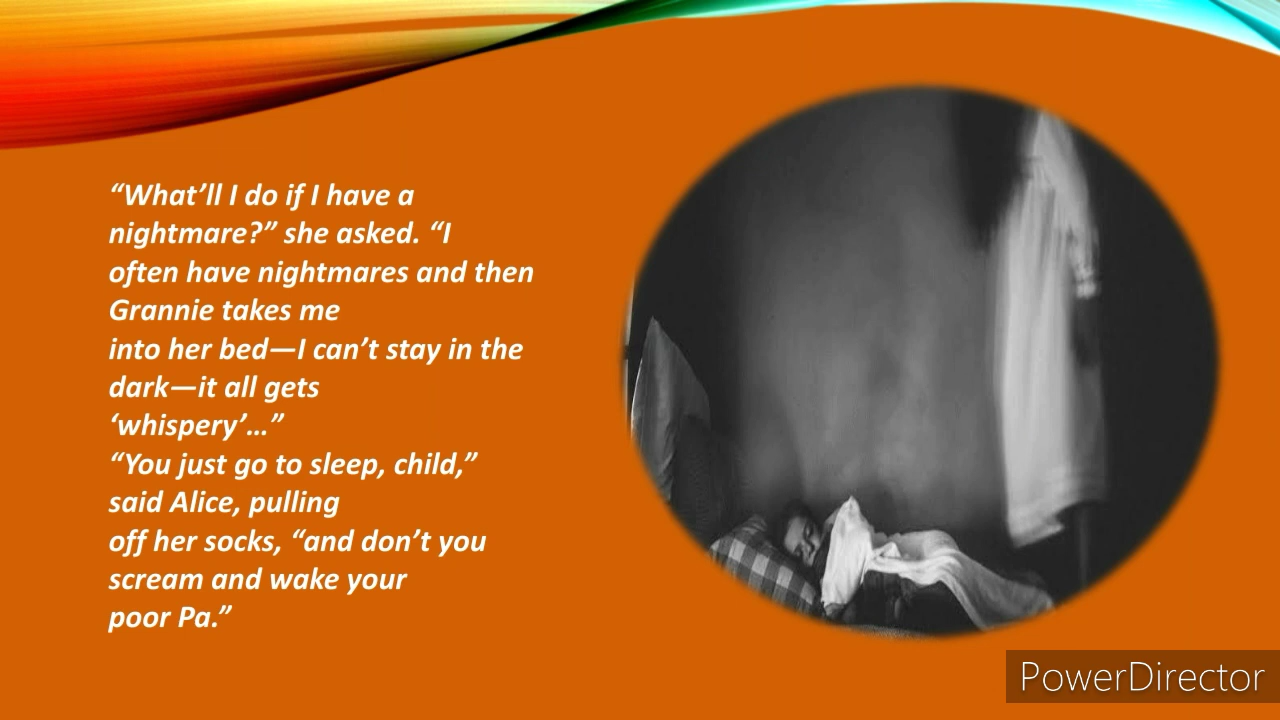 “What’ll I do if I have a
nightmare?” she asked. “I
often have nightmares and then
Grannie takes me
into her bed—I can’t stay in the
dark—it all gets
‘whispery’…”
“You just go to sleep, child,”
said Alice, pulling
off her socks, “and don’t you
scream and wake your
poor Pa.”
PowerDirector